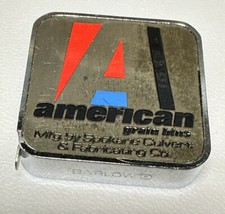 american
grain bins
Mfg by Spokane Culvert
& Fabricating Co.
BARLOW ©